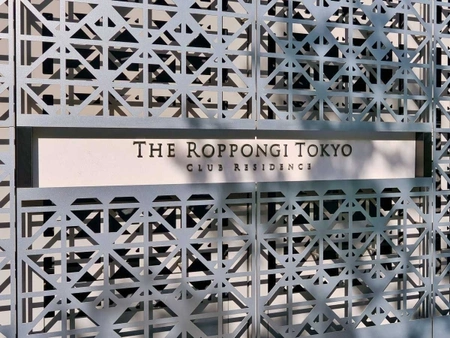 THE ROPPONGI TOKYO
CLUB RESIDENCE